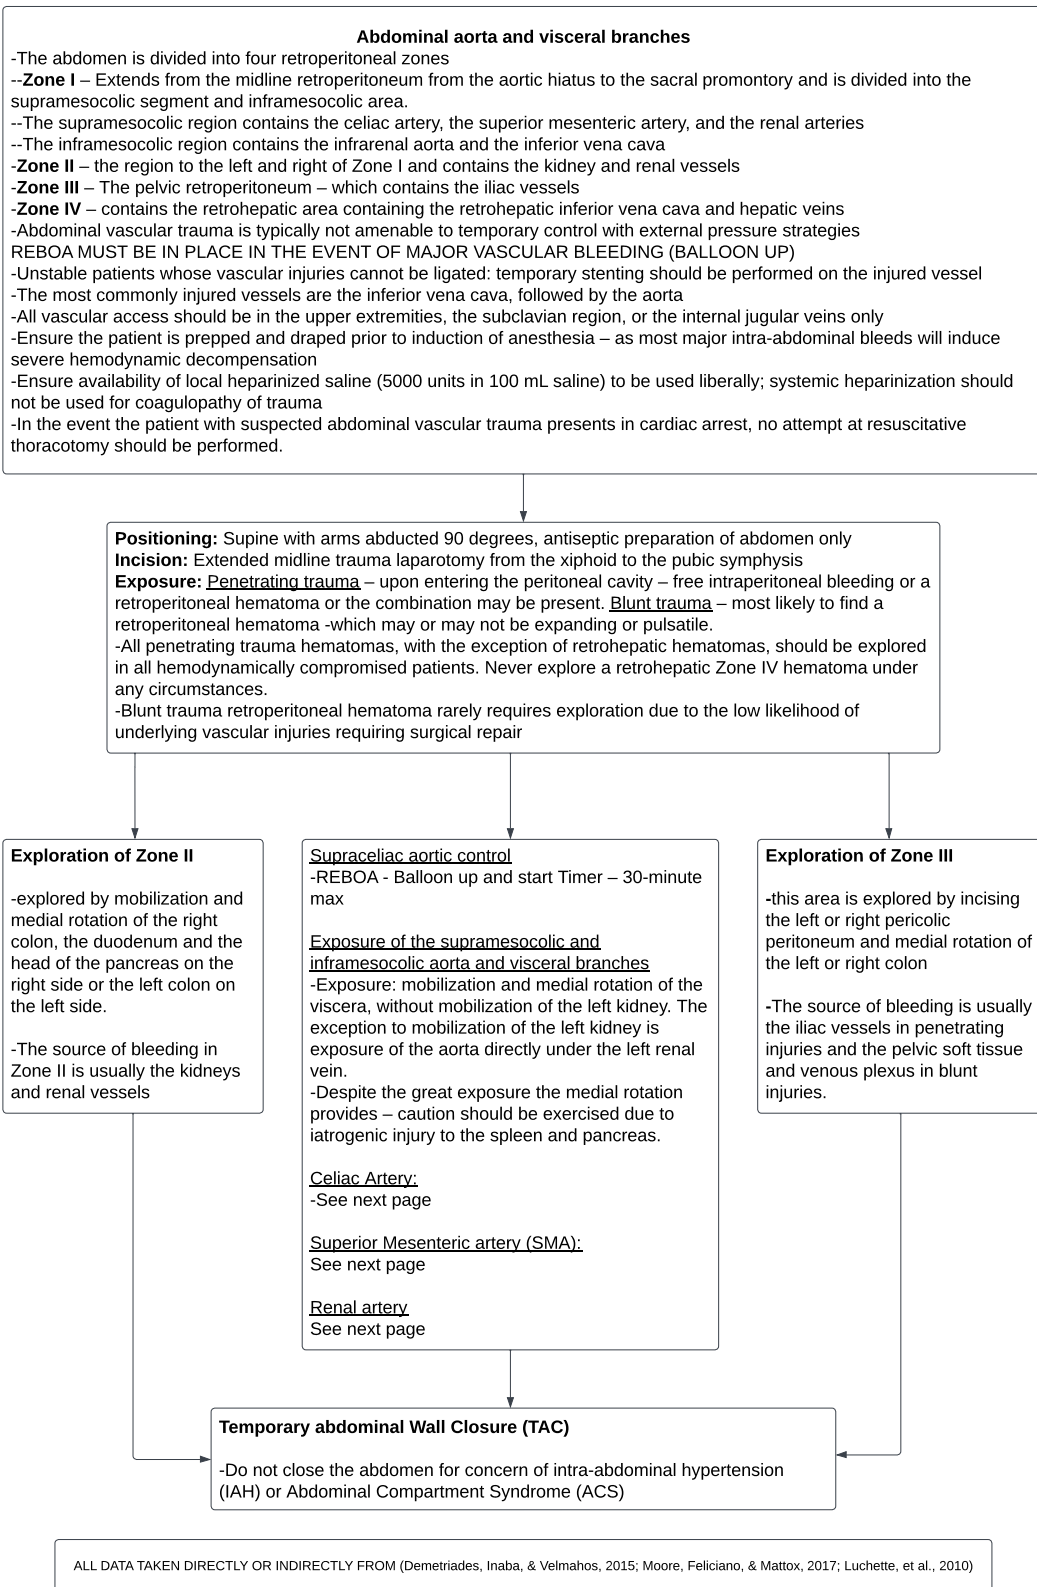 Abdominal aorta and visceral branches
-The abdomen is divided into four retroperitoneal zones
--Zone I – Extends from the midline retroperitoneum from the aortic hiatus to the sacral promontory and is divided into the
supramesocolic segment and inframesocolic area.
--The supramesocolic region contains the celiac artery, the superior mesenteric artery, and the renal arteries
--The inframesocolic region contains the infrarenal aorta and the inferior vena cava
-Zone II – the region to the left and right of Zone I and contains the kidney and renal vessels
-Zone III – The pelvic retroperitoneum – which contains the iliac vessels
-Zone IV – contains the retrohepatic area containing the retrohepatic inferior vena cava and hepatic veins
-Abdominal vascular trauma is typically not amenable to temporary control with external pressure strategies
REBOA MUST BE IN PLACE IN THE EVENT OF MAJOR VASCULAR BLEEDING (BALLOON UP)
-Unstable patients whose vascular injuries cannot be ligated: temporary stenting should be performed on the injured vessel
-The most commonly injured vessels are the inferior vena cava, followed by the aorta
-All vascular access should be in the upper extremities, the subclavian region, or the internal jugular veins only
-Ensure the patient is prepped and draped prior to induction of anesthesia – as most major intra-abdominal bleeds will induce
severe hemodynamic decompensation
-Ensure availability of local heparinized saline (5000 units in 100 mL saline) to be used liberally; systemic heparinization should
not be used for coagulopathy of trauma
-In the event the patient with suspected abdominal vascular trauma presents in cardiac arrest, no attempt at resuscitative
thoracotomy should be performed.
Positioning: Supine with arms abducted 90 degrees, antiseptic preparation of abdomen only
Incision: Extended midline trauma laparotomy from the xiphoid to the pubic symphysis
Exposure: Penetrating trauma – upon entering the peritoneal cavity – free intraperitoneal bleeding or a
retroperitoneal hematoma or the combination may be present. Blunt trauma – most likely to find a
retroperitoneal hematoma -which may or may not be expanding or pulsatile.
-All penetrating trauma hematomas, with the exception of retrohepatic hematomas, should be explored
in all hemodynamically compromised patients. Never explore a retrohepatic Zone IV hematoma under
any circumstances.
-Blunt trauma retroperitoneal hematoma rarely requires exploration due to the low likelihood of
underlying vascular injuries requiring surgical repair
Exploration of Zone II
-explored by mobilization and
medial rotation of the right
colon, the duodenum and the
head of the pancreas on the
right side or the left colon on
the left side.
-The source of bleeding in
Zone II is usually the kidneys
and renal vessels
Supraceliac aortic control
-REBOA - Balloon up and start Timer – 30-minute
max
Exposure of the supramesocolic and
inframesocolic aorta and visceral branches
-Exposure: mobilization and medial rotation of the
viscera, without mobilization of the left kidney. The
exception to mobilization of the left kidney is
exposure of the aorta directly under the left renal
vein.
-Despite the great exposure the medial rotation
provides – caution should be exercised due to
iatrogenic injury to the spleen and pancreas.
Celiac Artery:
-See next page
Superior Mesenteric artery (SMA):
See next page
Renal artery
See next page
Exploration of Zone III
-this area is explored by incising
the left or right pericolic
peritoneum and medial rotation of
the left or right colon
-The source of bleeding is usually
the iliac vessels in penetrating
injuries and the pelvic soft tissue
and venous plexus in blunt
injuries.
Temporary abdominal Wall Closure (TAC)
-Do not close the abdomen for concern of intra-abdominal hypertension
(IAH) or Abdominal Compartment Syndrome (ACS)
ALL DATA TAKEN DIRECTLY OR INDIRECTLY FROM (Demetriades, Inaba, & Velmahos, 2015; Moore, Feliciano, & Mattox, 2017; Luchette, et al., 2010)